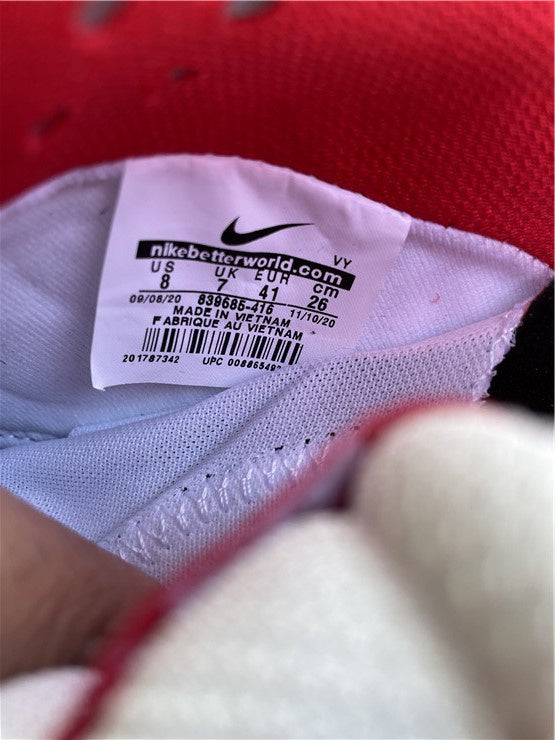 VY
nikebetterworld.com
US UK EUR cm
8 7 41 26
09/08/20 839685-416 11/10/20
MADE IN VIETNAM
FABRIQUE AU VIETNAM
201787342 UPC 00886549